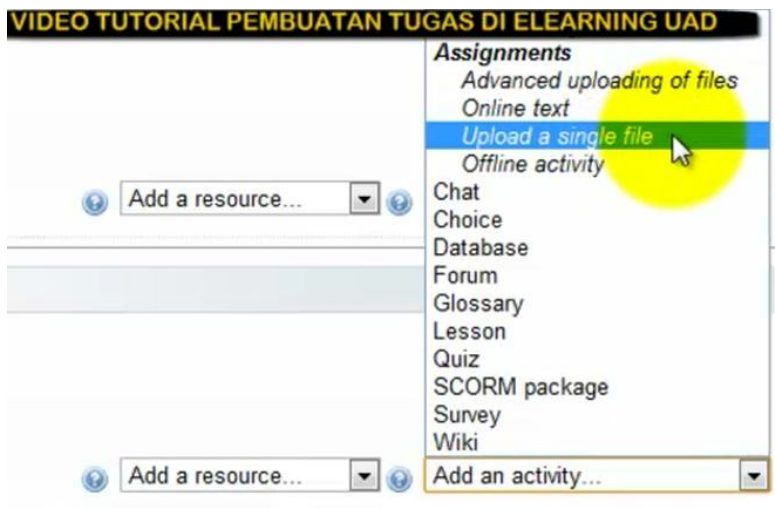 VIDEO TUTORIAL PEMBUATAN TUGAS DI ELEARNING UAD
Assignments
Advanced uploading of files
Online text
Upload a single file
Offline activity
Add a resource...
Chat
Choice
Database
Forum
Glossary
Lesson
Quiz
SCORM package
Survey
Wiki
Add a resource...
Add an activity...